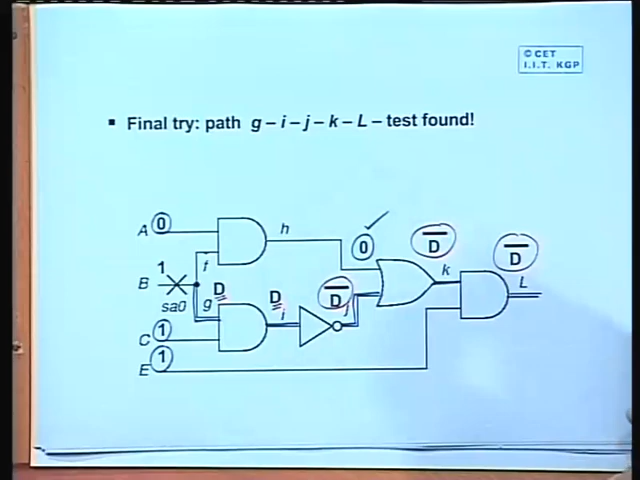 © CET
I.I.T. KGP
▪ Final try: path g – i – j – k – L – test found!
A 0
h
0
D̅
D̅
1
B
f
k
L
sa0
g
D
D
i
D̅
j
C 1
E 1